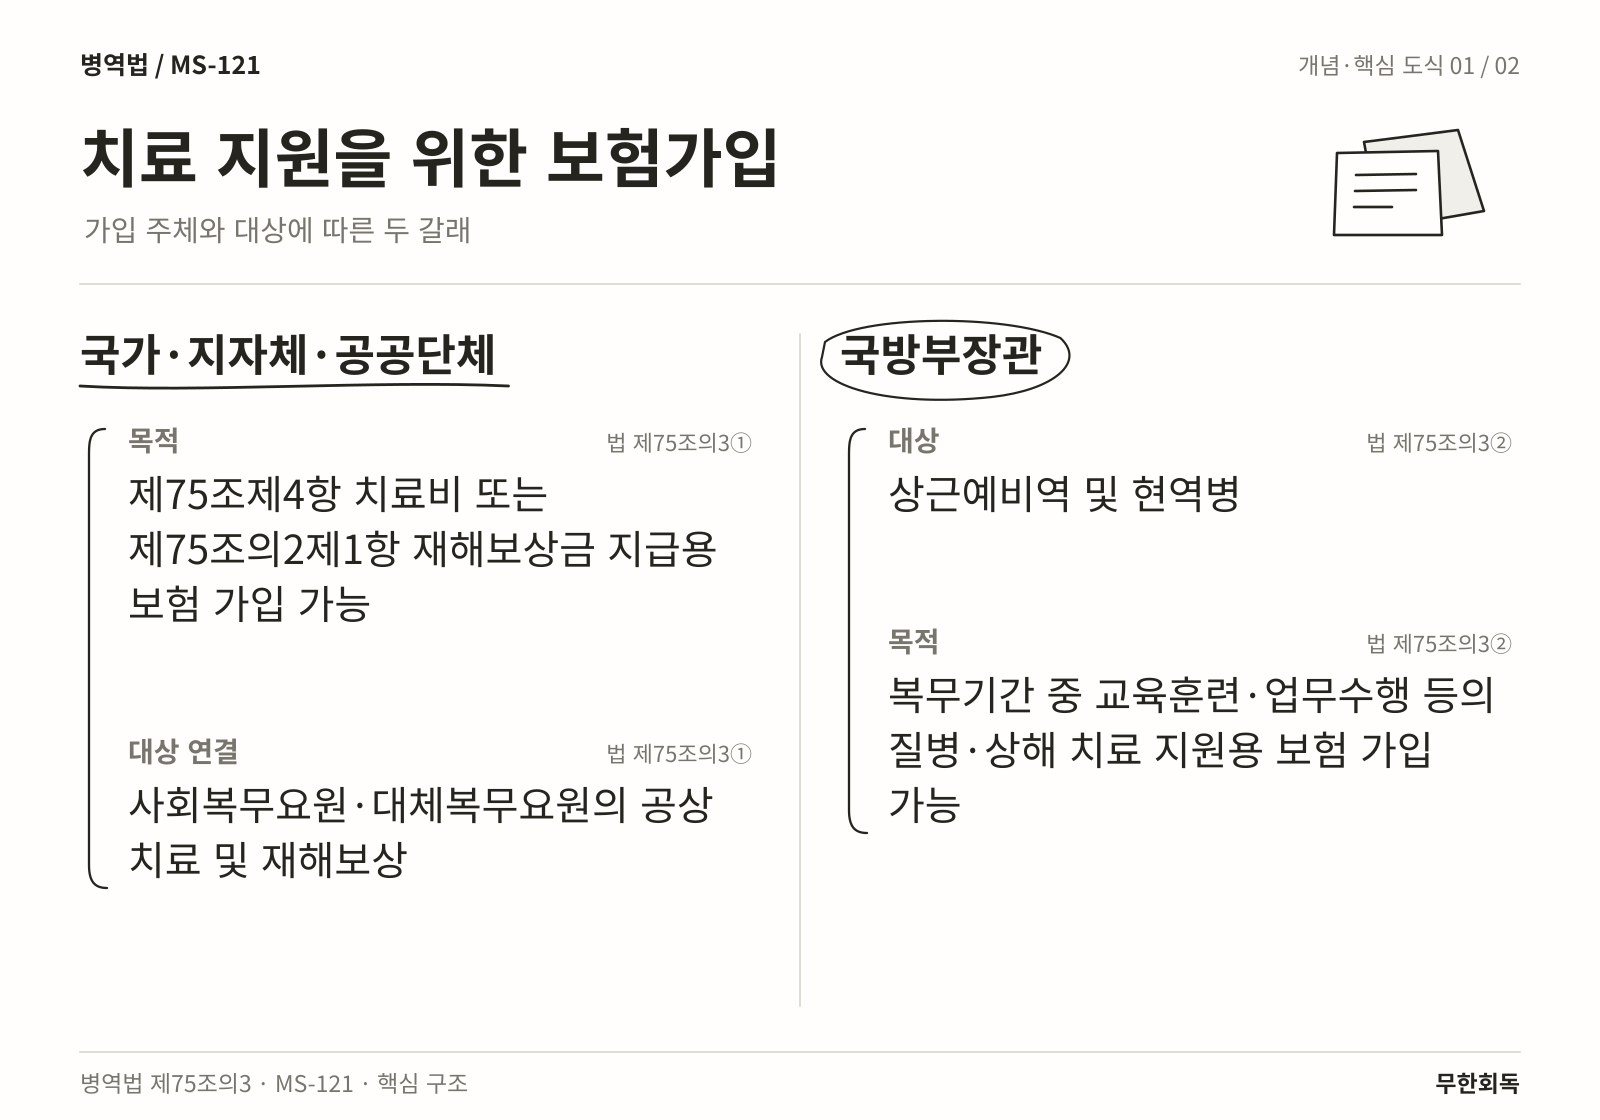 병역법 / MS-121
개념·핵심 도식 01 / 02
치료 지원을 위한 보험가입
가입 주체와 대상에 따른 두 갈래
국가·지자체·공공단체
목적
법 제75조의3①
제75조제4항 치료비 또는
제75조의2제1항 재해보상금 지급용
보험 가입 가능
대상 연결
법 제75조의3①
사회복무요원·대체복무요원의 공상
치료 및 재해보상
국방부장관
대상
법 제75조의3②
상근예비역 및 현역병
목적
법 제75조의3②
복무기간 중 교육훈련·업무수행 등의
질병·상해 치료 지원용 보험 가입
가능
병역법 제75조의3 · MS-121 · 핵심 구조
무한회독